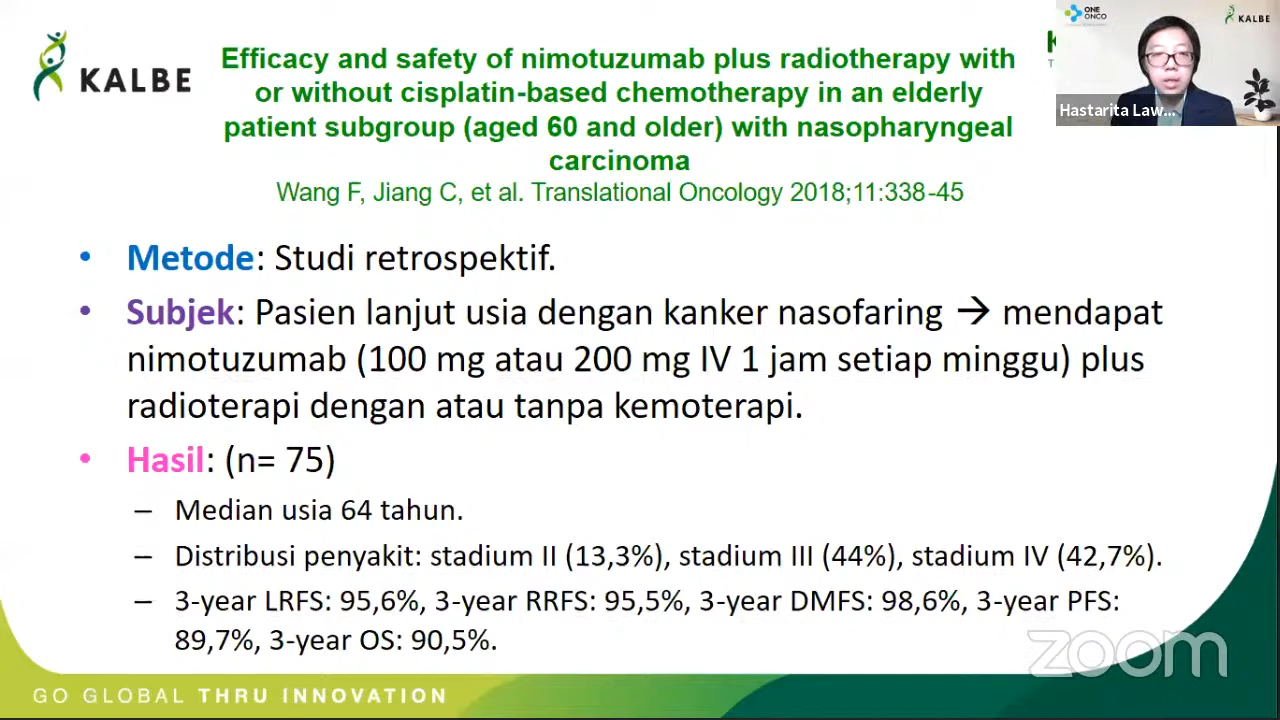 KALBE
Efficacy and safety of nimotuzumab plus radiotherapy with
or without cisplatin-based chemotherapy in an elderly
patient subgroup (aged 60 and older) with nasopharyngeal
carcinoma
Wang F, Jiang C, et al. Translational Oncology 2018;11:338-45
ONE
ONCO
KALBE
Hastarita Law...
• Metode: Studi retrospektif.
• Subjek: Pasien lanjut usia dengan kanker nasofaring → mendapat
nimotuzumab (100 mg atau 200 mg IV 1 jam setiap minggu) plus
radioterapi dengan atau tanpa kemoterapi.
• Hasil: (n= 75)
– Median usia 64 tahun.
– Distribusi penyakit: stadium II (13,3%), stadium III (44%), stadium IV (42,7%).
– 3-year LRFS: 95,6%, 3-year RRFS: 95,5%, 3-year DMFS: 98,6%, 3-year PFS:
89,7%, 3-year OS: 90,5%.
zoom
GO GLOBAL THRU INNOVATION